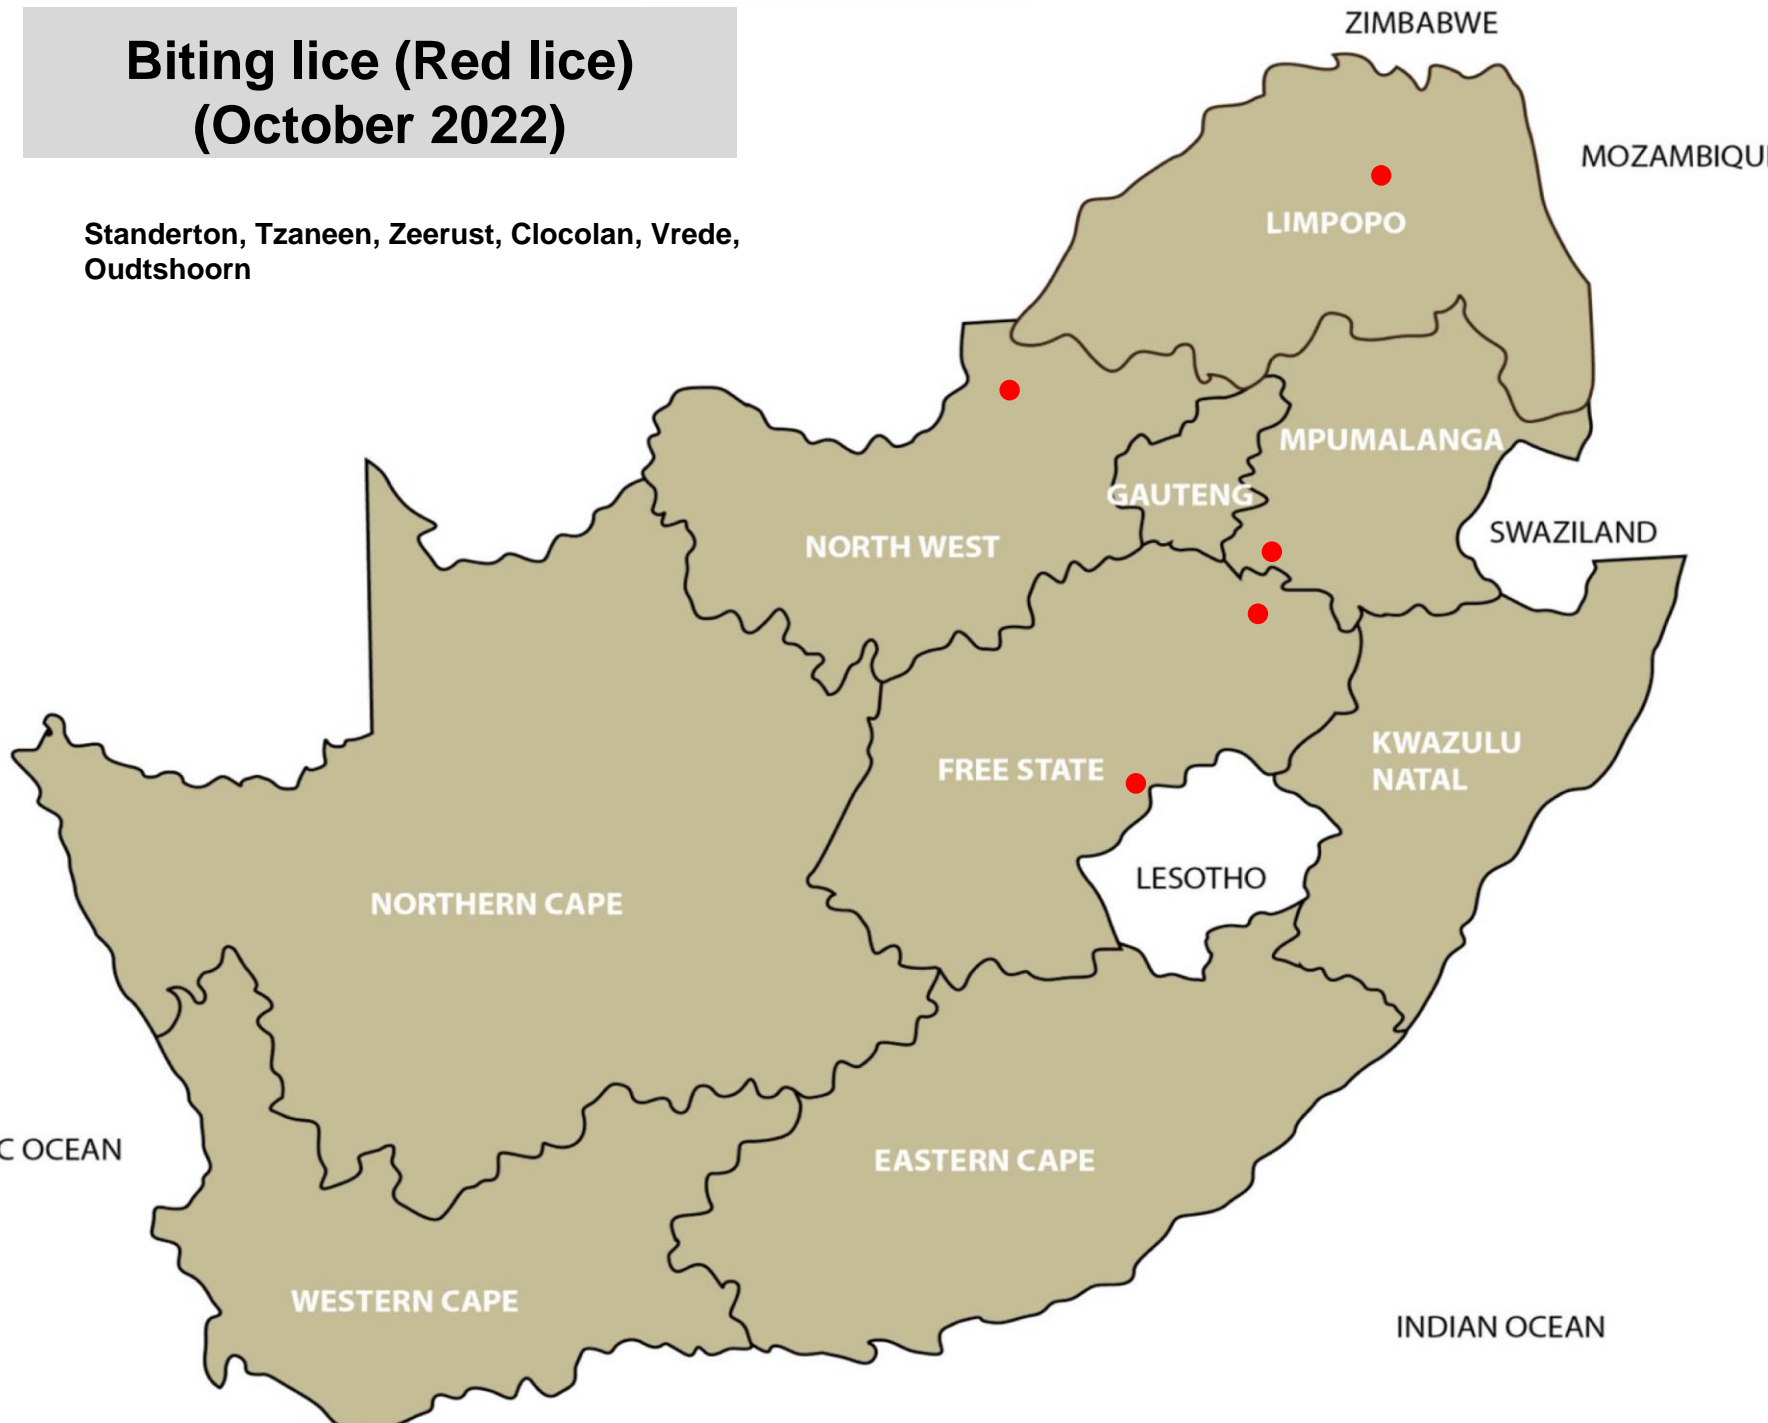 Biting lice (Red lice)
(October 2022)
Standerton, Tzaneen, Zeerust, Clocolan, Vrede,
Oudtshoorn
ZIMBABWE
MOZAMBIQU
LIMPOPO
MPUMALANGA
GAUTENG
SWAZILAND
NORTH WEST
KWAZULU
NATAL
FREE STATE
LESOTHO
NORTHERN CAPE
C OCEAN
EASTERN CAPE
WESTERN CAPE
INDIAN OCEAN